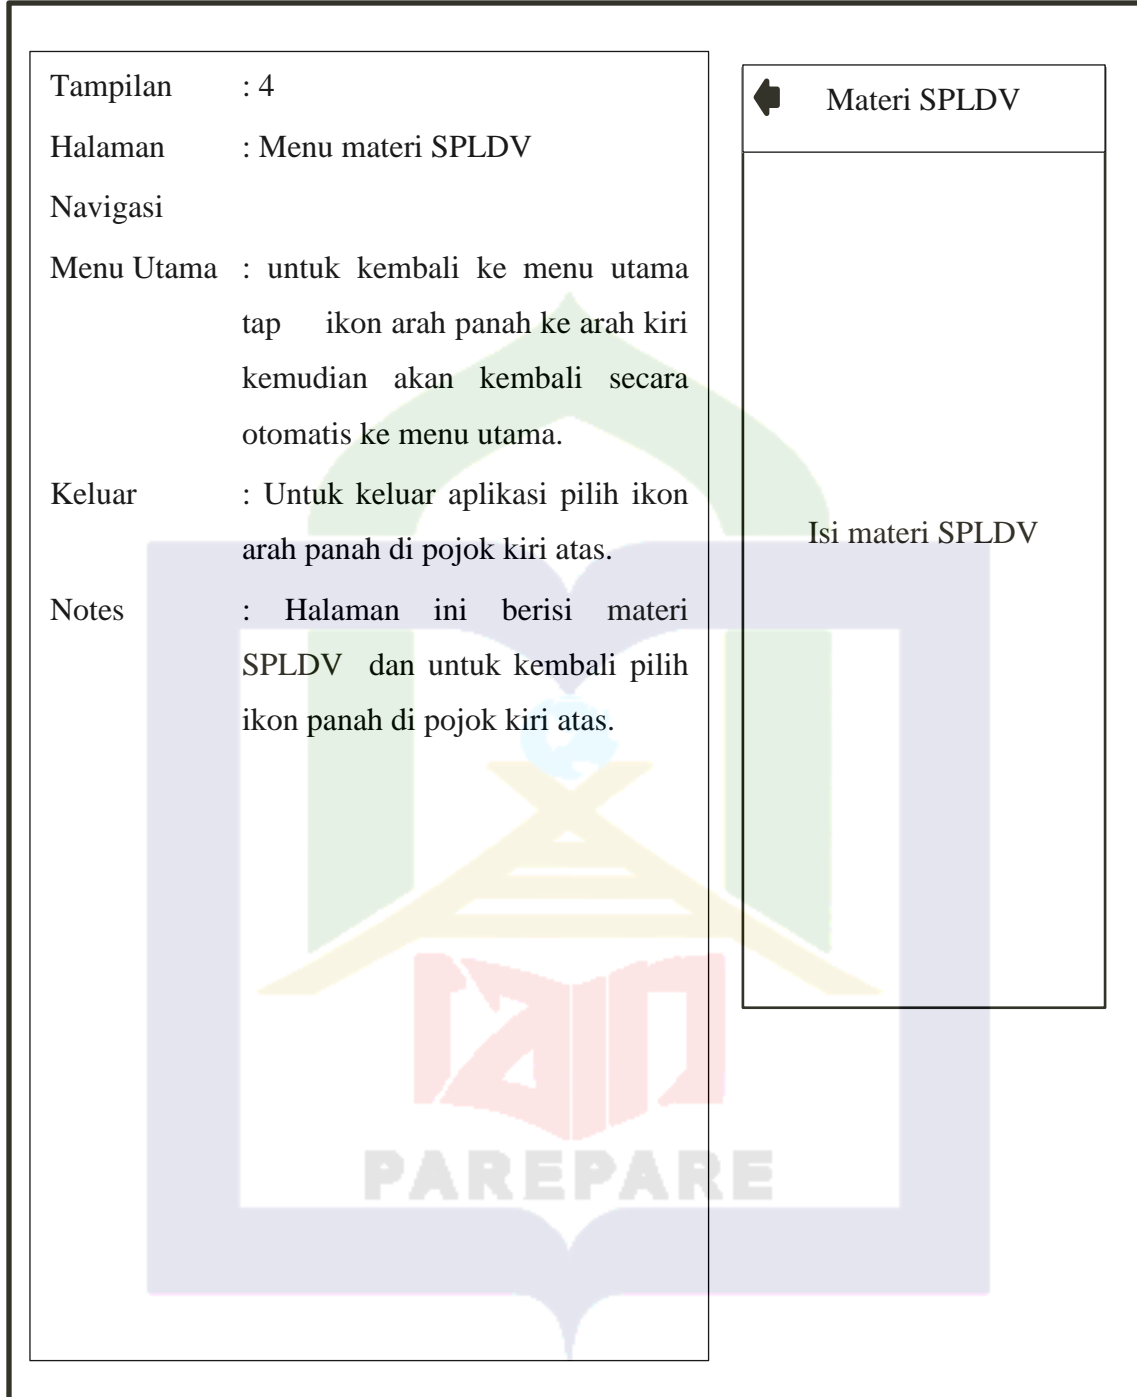 Tampilan : 4
Halaman : Menu materi SPLDV
Navigasi
Menu Utama : untuk kembali ke menu utama
tap ikon arah panah ke arah kiri
kemudian akan kembali secara
otomatis ke menu utama.
Keluar : Untuk keluar aplikasi pilih ikon
arah panah di pojok kiri atas.
Notes : Halaman ini berisi materi
SPLDV dan untuk kembali pilih
ikon panah di pojok kiri atas.
Materi SPLDV
Isi materi SPLDV
iain
PAREPARE